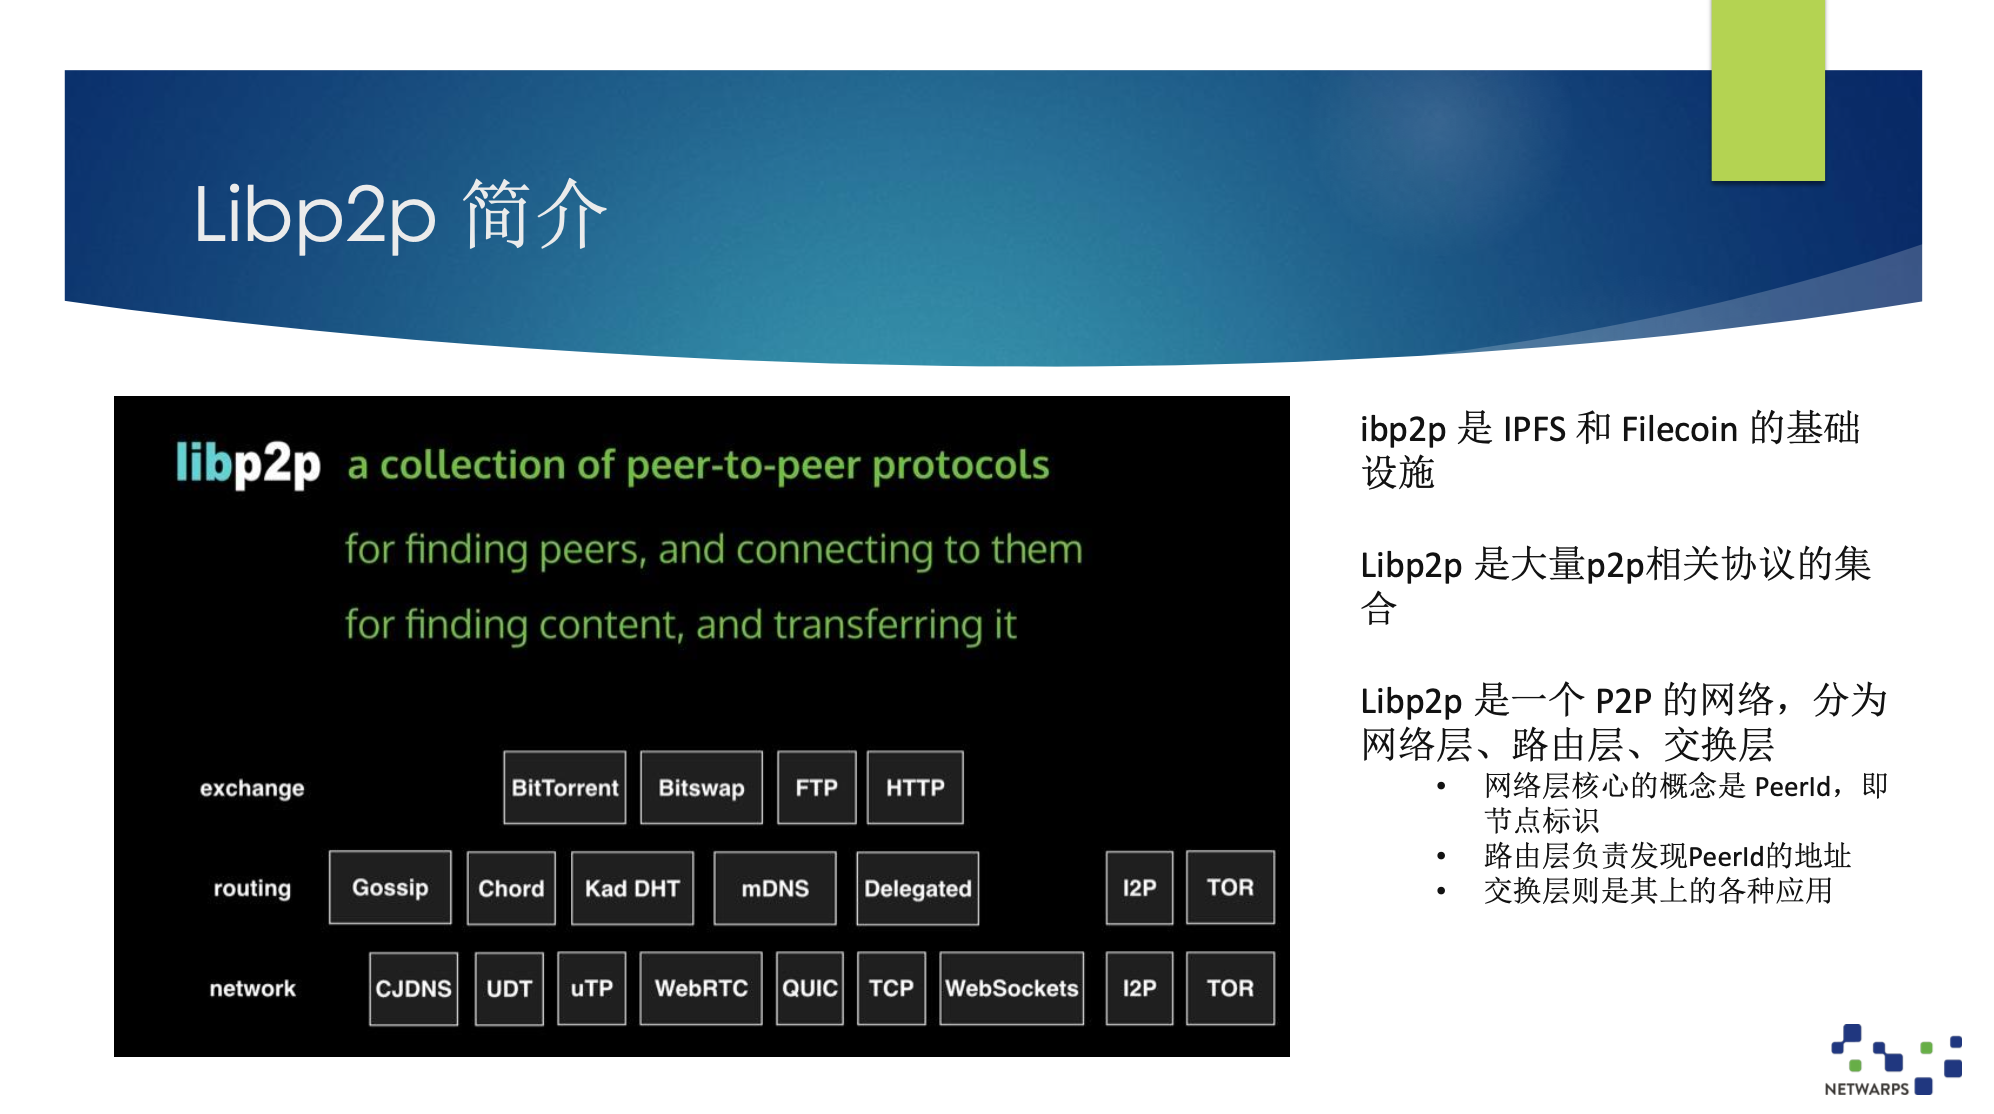 Libp2p 简介
libp2p a collection of peer-to-peer protocols
for finding peers, and connecting to them
for finding content, and transferring it
exchange BitTorrent Bitswap FTP HTTP
routing Gossip Chord Kad DHT mDNS Delegated I2P TOR
network CJDNS UDT uTP WebRTC QUIC TCP WebSockets I2P TOR
ibp2p 是 IPFS 和 Filecoin 的基础
设施
Libp2p 是大量p2p相关协议的集
合
Libp2p 是一个 P2P 的网络，分为
网络层、路由层、交换层
• 网络层核心的概念是 PeerId，即
节点标识
• 路由层负责发现PeerId的地址
• 交换层则是其上的各种应用
NETWARPS